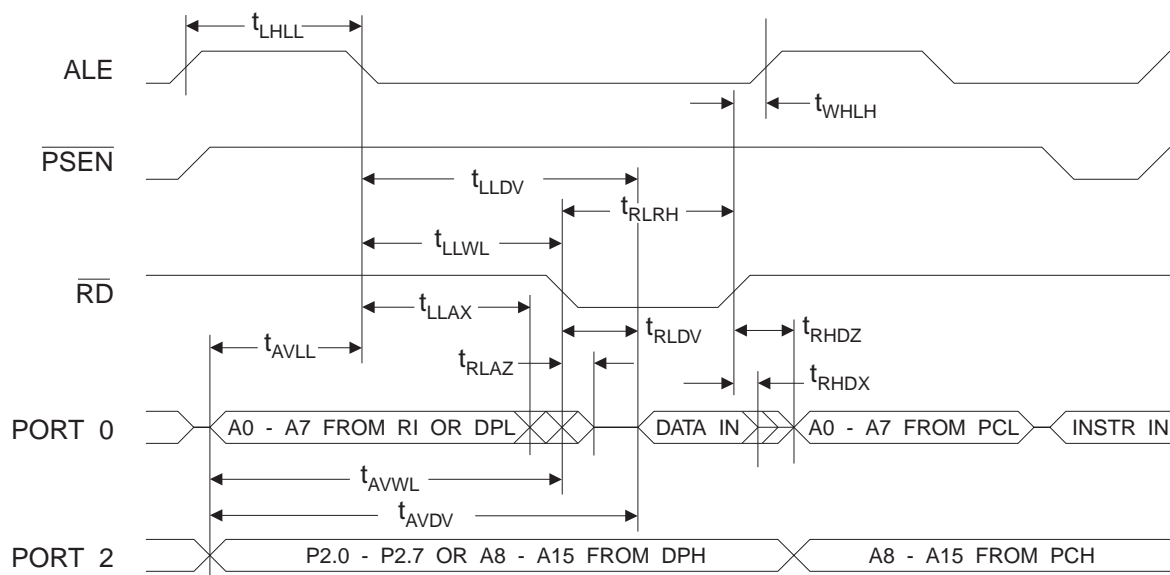 tLHLL
ALE
tWHLH
PSEN
tLLDV
tRLRH
tLLWL
RD
tLLAX
tRLDV
tRHDZ
tAVLL
tRLAZ
tRHDX
PORT 0
A0 - A7 FROM RI OR DPL
DATA IN
A0 - A7 FROM PCL
INSTR IN
tAVWL
tAVDV
PORT 2
P2.0 - P2.7 OR A8 - A15 FROM DPH
A8 - A15 FROM PCH